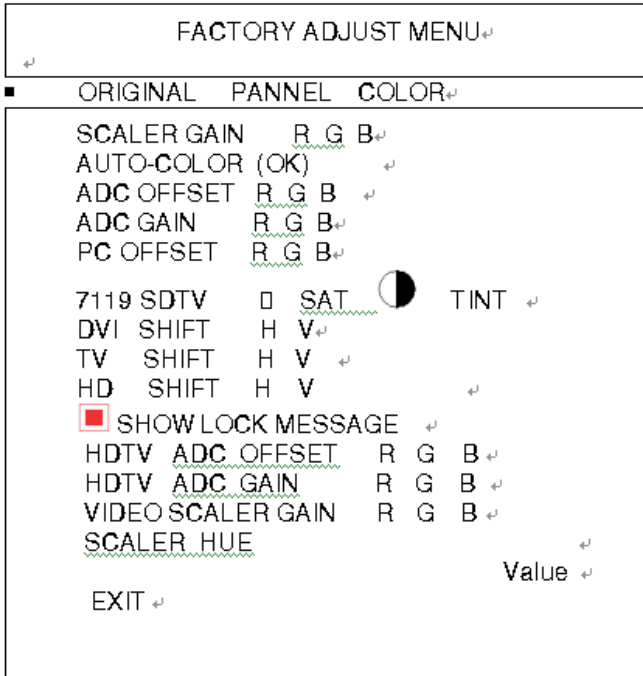 FACTORY ADJUST MENU
ORIGINAL PANNEL COLOR
SCALER GAIN R G B
AUTO-COLOR (OK)
ADC OFFSET R G B
ADC GAIN R G B
PC OFFSET R G B
7119 SDTV SAT TINT
DVI SHIFT H V
TV SHIFT H V
HD SHIFT H V
SHOW LOCK MESSAGE
HDTV ADC OFFSET R G B
HDTV ADC GAIN R G B
VIDEO SCALER GAIN R G B
SCALER HUE
Value
EXIT